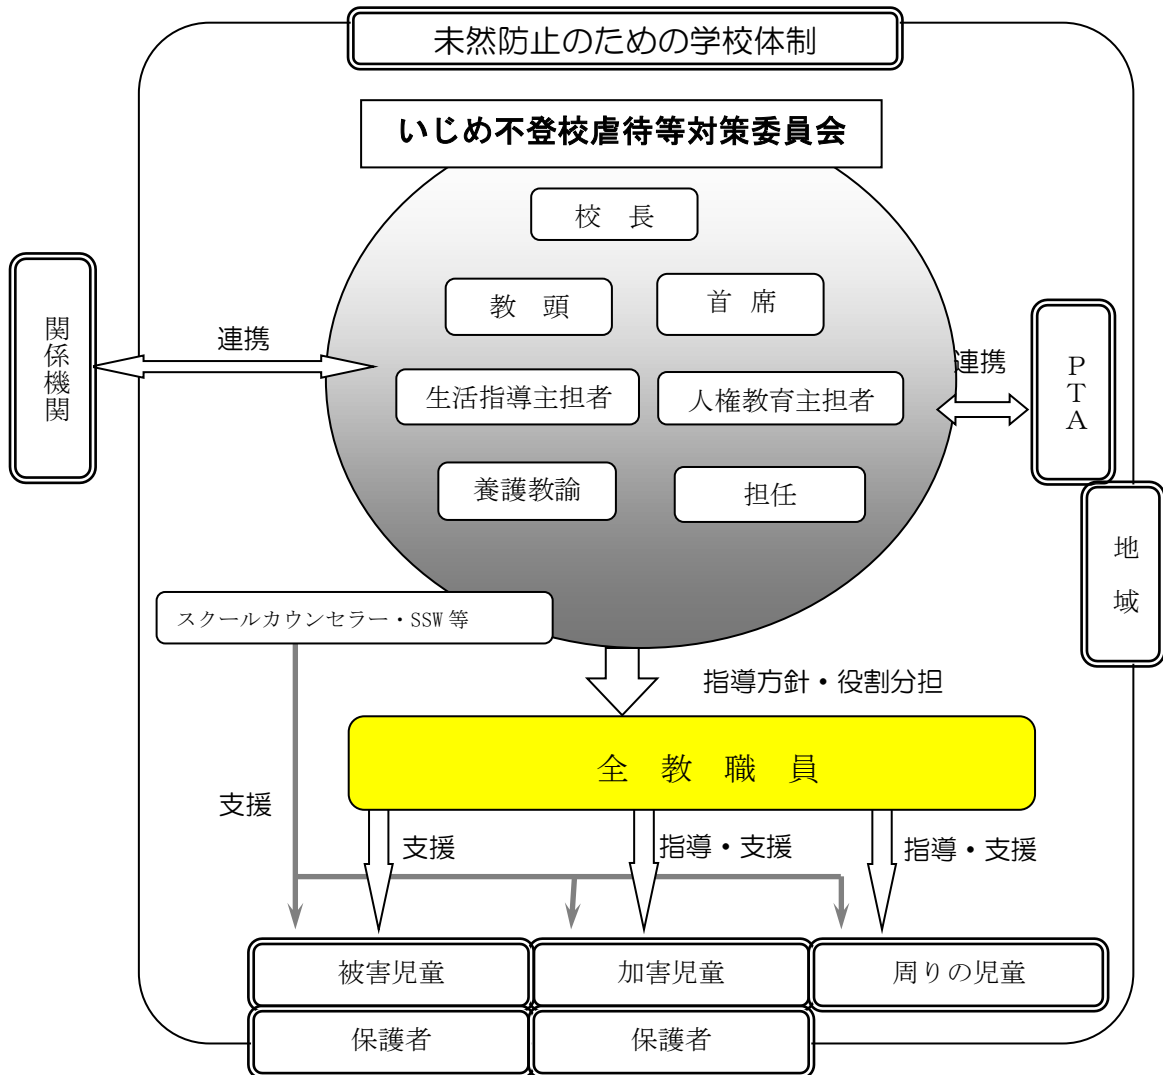 未然防止のための学校体制
いじめ不登校虐待等対策委員会
校　長
教　頭
首 席
関係機関
連携
連携
PTA
生活指導主担者
人権教育主担者
養護教諭
担任
地域
スクールカウンセラー・SSW 等
指導方針・役割分担
全 教 職 員
支援
支援
指導・支援
指導・支援
被害児童
加害児童
周りの児童
保護者
保護者